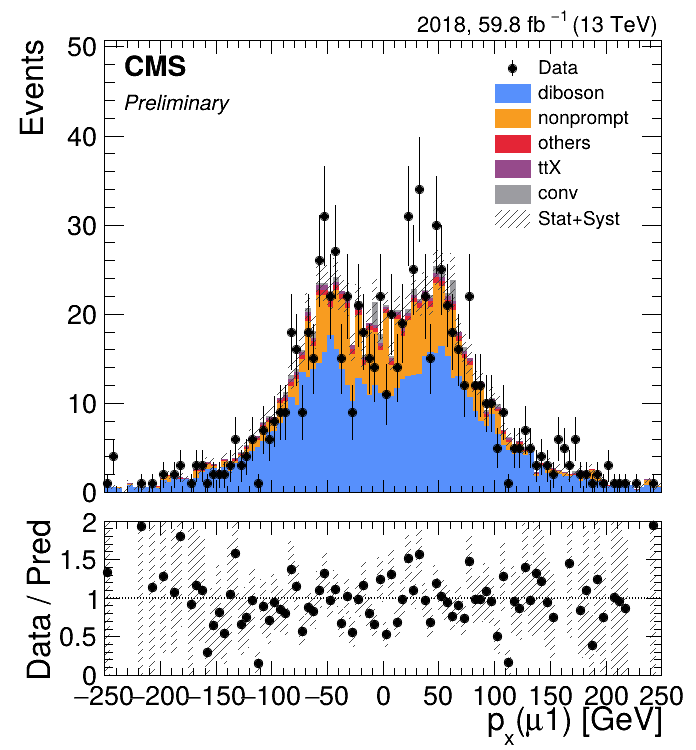 2018, 59.8 fb⁻¹ (13 TeV)
CMS
Preliminary
Data
diboson
nonprompt
others
ttX
conv
Stat+Syst
Events
50
40
30
20
10
0
Data / Pred
2
1.5
1
0.5
0
−250 −200 −150 −100 −50 0 50 100 150 200 250
pₓ(μ1) [GeV]